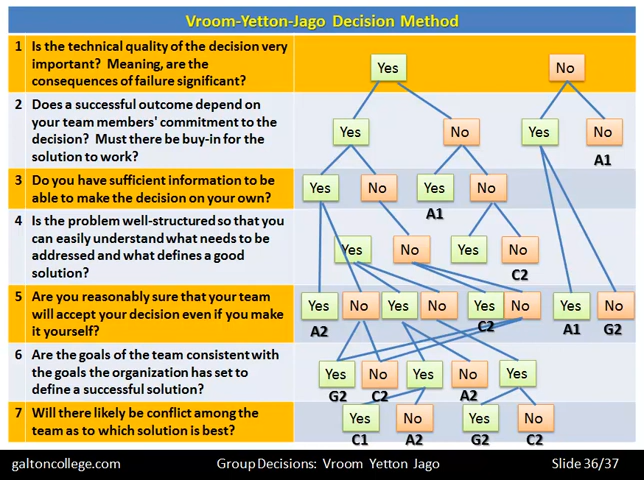 Vroom-Yetton-Jago Decision Method
1 Is the technical quality of the decision very
important? Meaning, are the
consequences of failure significant?
Yes No
2 Does a successful outcome depend on
your team members' commitment to the
decision? Must there be buy-in for the
solution to work?
Yes No Yes No
A1
3 Do you have sufficient information to be
able to make the decision on your own?
Yes No Yes No
A1
4 Is the problem well-structured so that you
can easily understand what needs to be
addressed and what defines a good
solution?
Yes No Yes No
C2
5 Are you reasonably sure that your team
will accept your decision even if you
make it yourself?
Yes No Yes No Yes No Yes No
A2 C2 A1 G2
6 Are the goals of the team consistent with
the goals the organization has set to
define a successful solution?
Yes No Yes No Yes
G2 C2 A2
7 Will there likely be conflict among the
team as to which solution is best?
Yes No Yes No
C1 A2 G2 C2
galtoncollege.com Group Decisions: Vroom Yetton Jago Slide 36/37